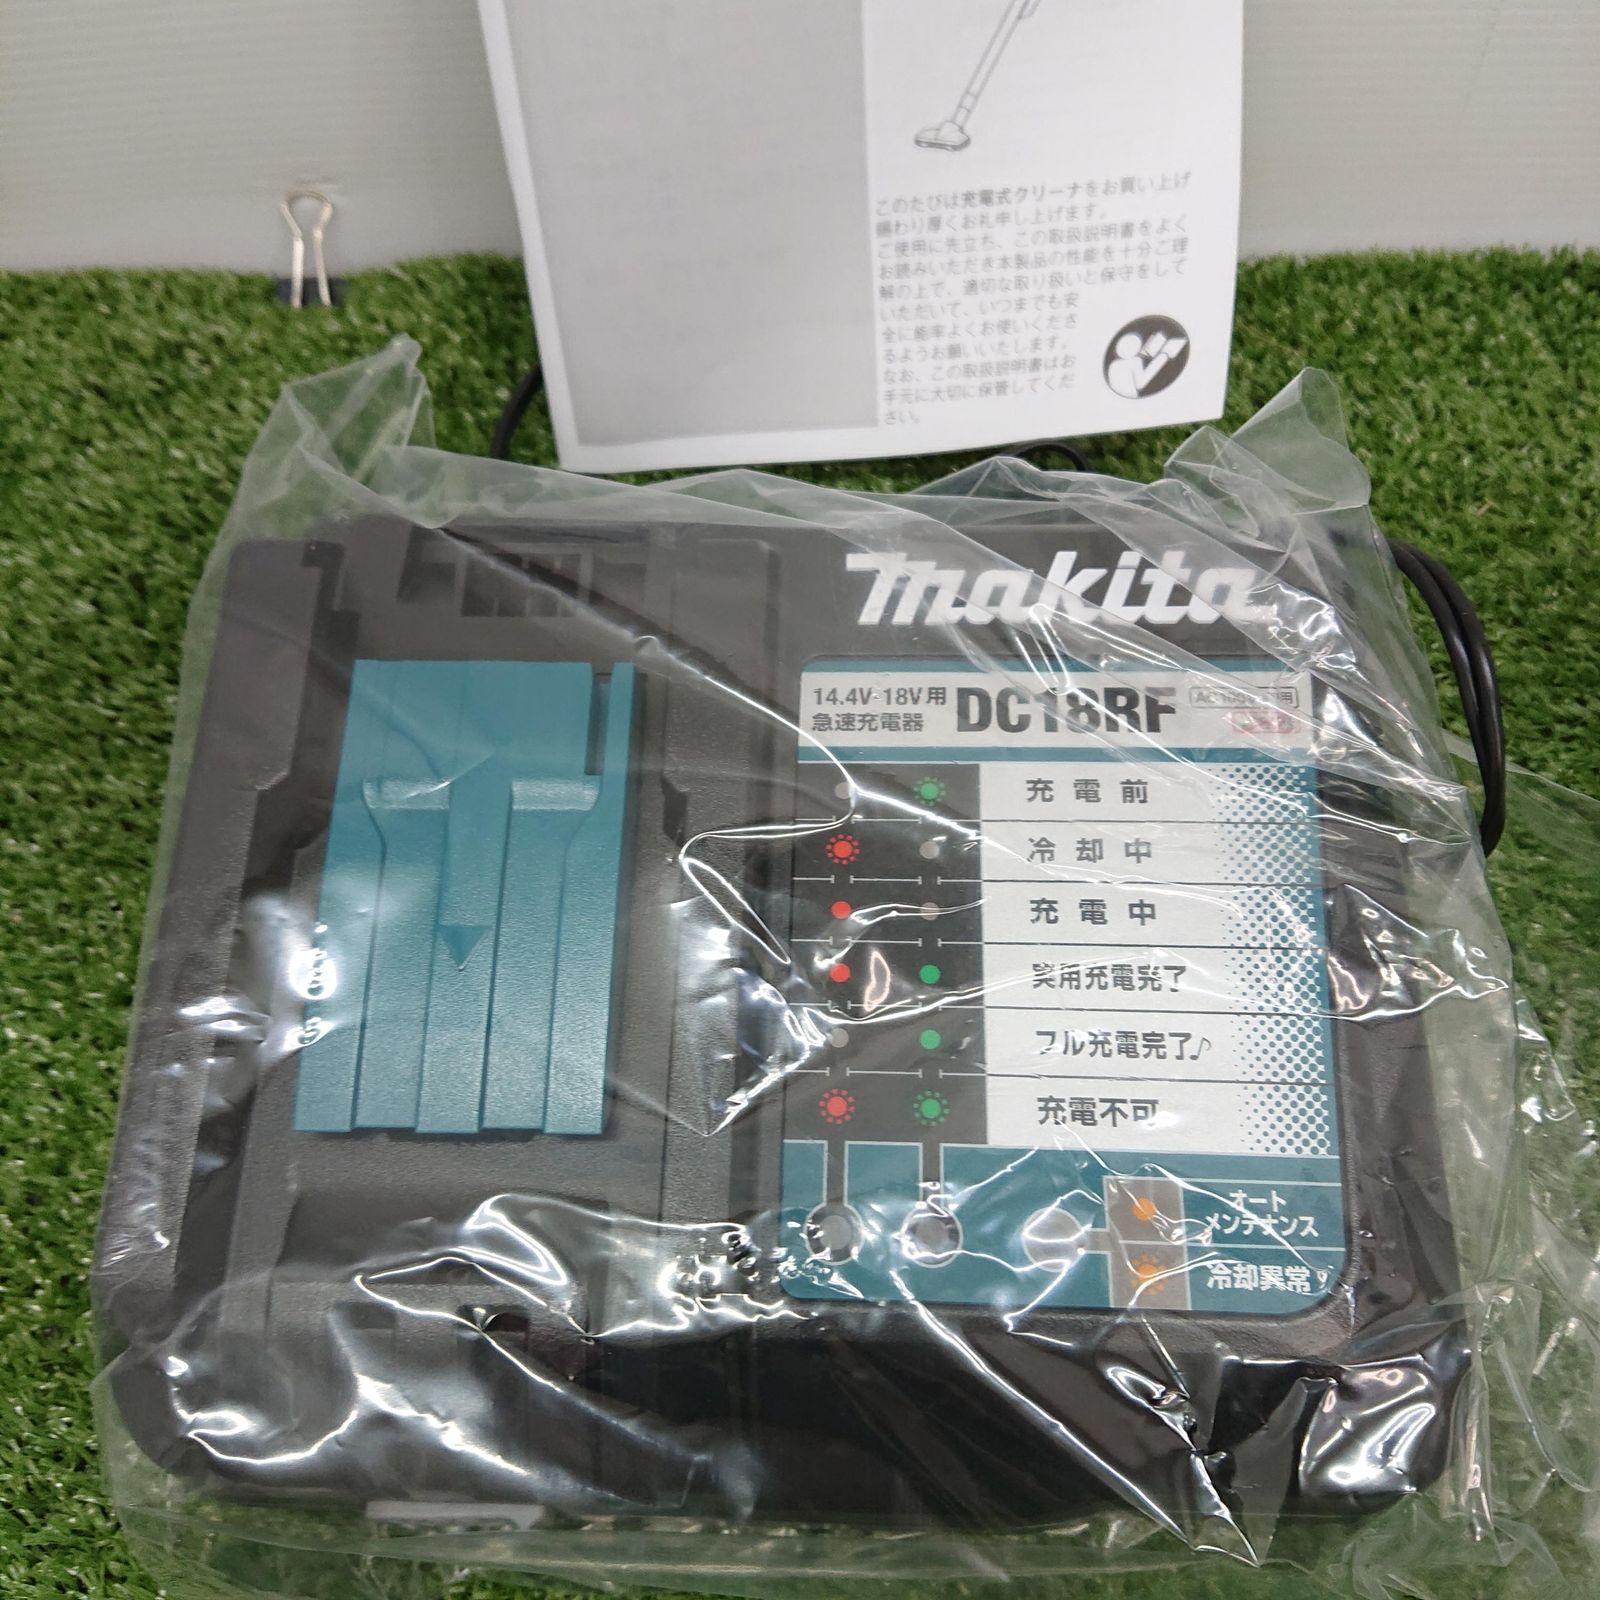 このたびは充電式クリーナをお買い上げ
賜わり厚くお礼申し上げます。
ご使用に先立ち、この取扱説明書をよく
お読みいただき本製品の性能を十分ご理
解の上で、適切な取り扱いと保守をして
いただいて、いつまでも安
全に能率よくお使いくださ
るようお願いいたします。
なお、この取扱説明書はお
手元に大切に保管してくだ
さい。
makita
14.4V-18V用
急速充電器
DC18RF
充電前
冷却中
充電中
実用充電完了
フル充電完了♪
充電不可
オート
メンテナンス
冷却異常